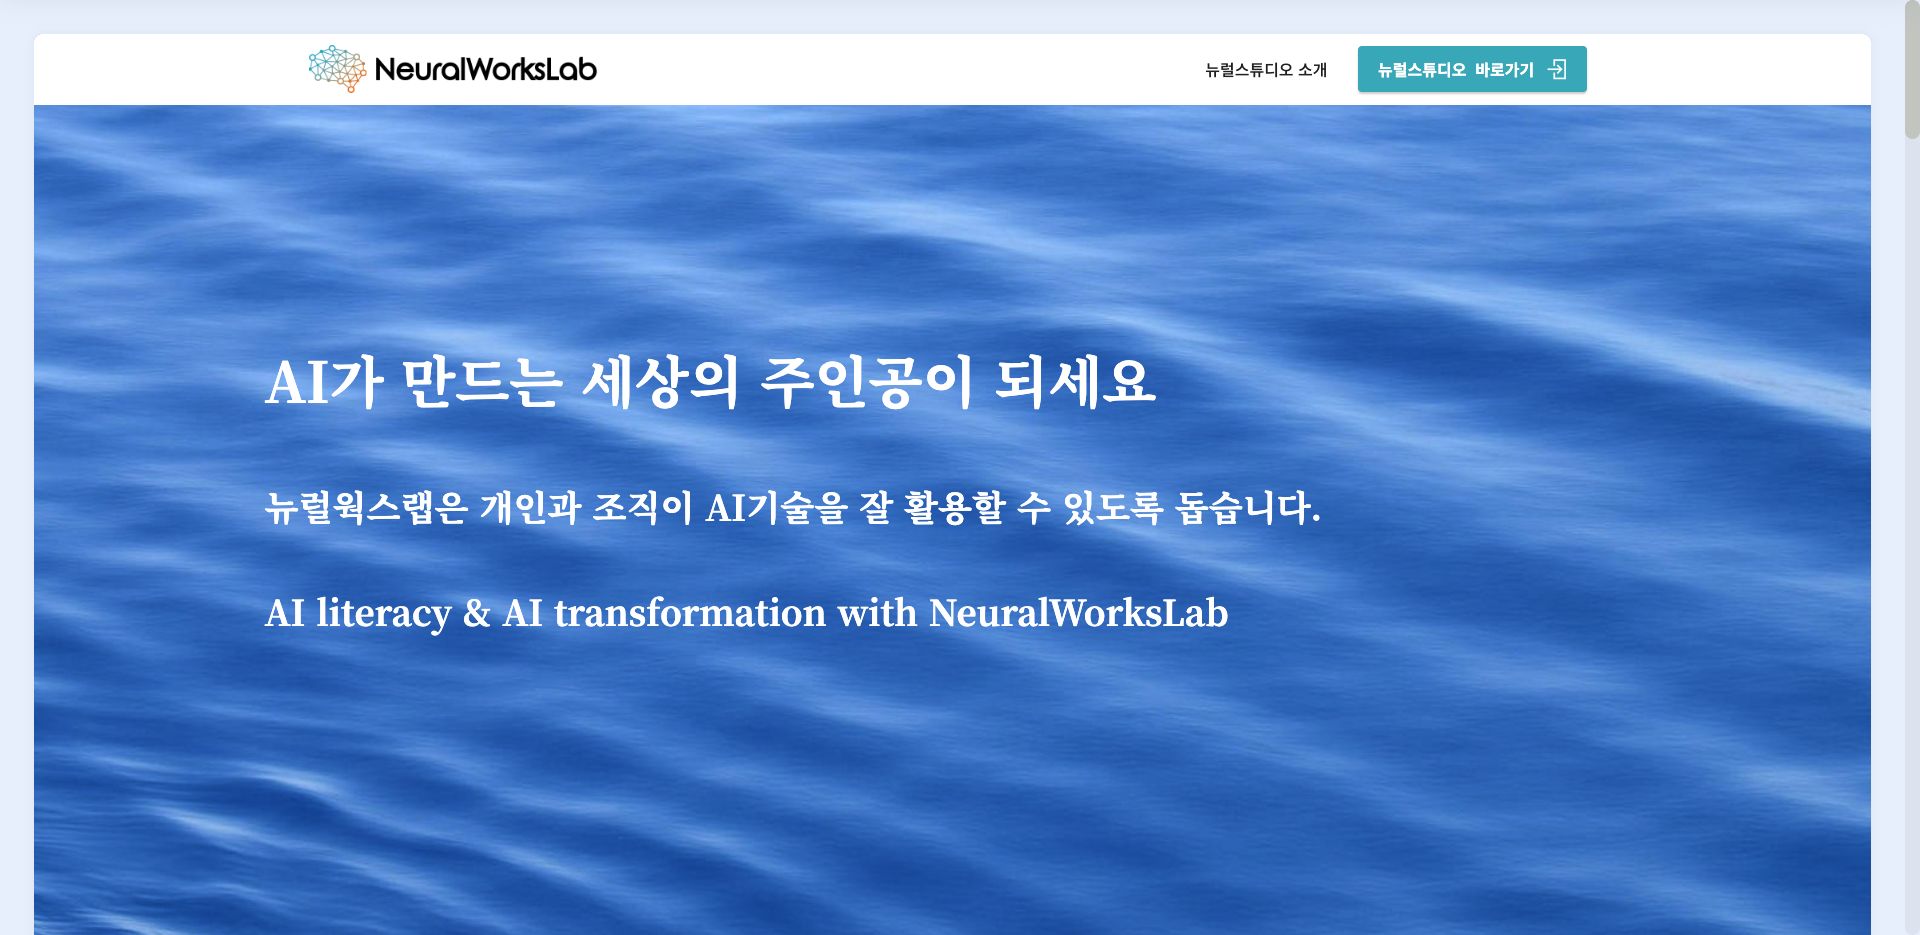 NeuralWorksLab
뉴럴스튜디오 소개
뉴럴스튜디오 바로가기
AI가 만드는 세상의 주인공이 되세요
뉴럴웍스랩은 개인과 조직이 AI기술을 잘 활용할 수 있도록 돕습니다.
AI literacy & AI transformation with NeuralWorksLab